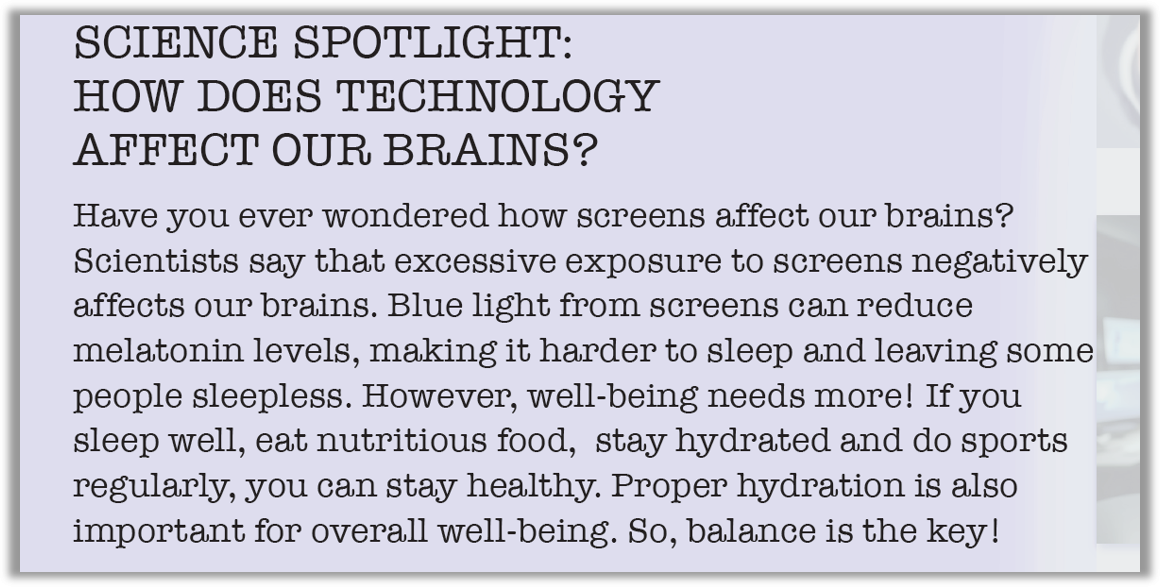 SCIENCE SPOTLIGHT:
HOW DOES TECHNOLOGY
AFFECT OUR BRAINS?
Have you ever wondered how screens affect our brains?
Scientists say that excessive exposure to screens negatively
affects our brains. Blue light from screens can reduce
melatonin levels, making it harder to sleep and leaving some
people sleepless. However, well-being needs more! If you
sleep well, eat nutritious food,  stay hydrated and do sports
regularly, you can stay healthy. Proper hydration is also
important for overall well-being. So, balance is the key!